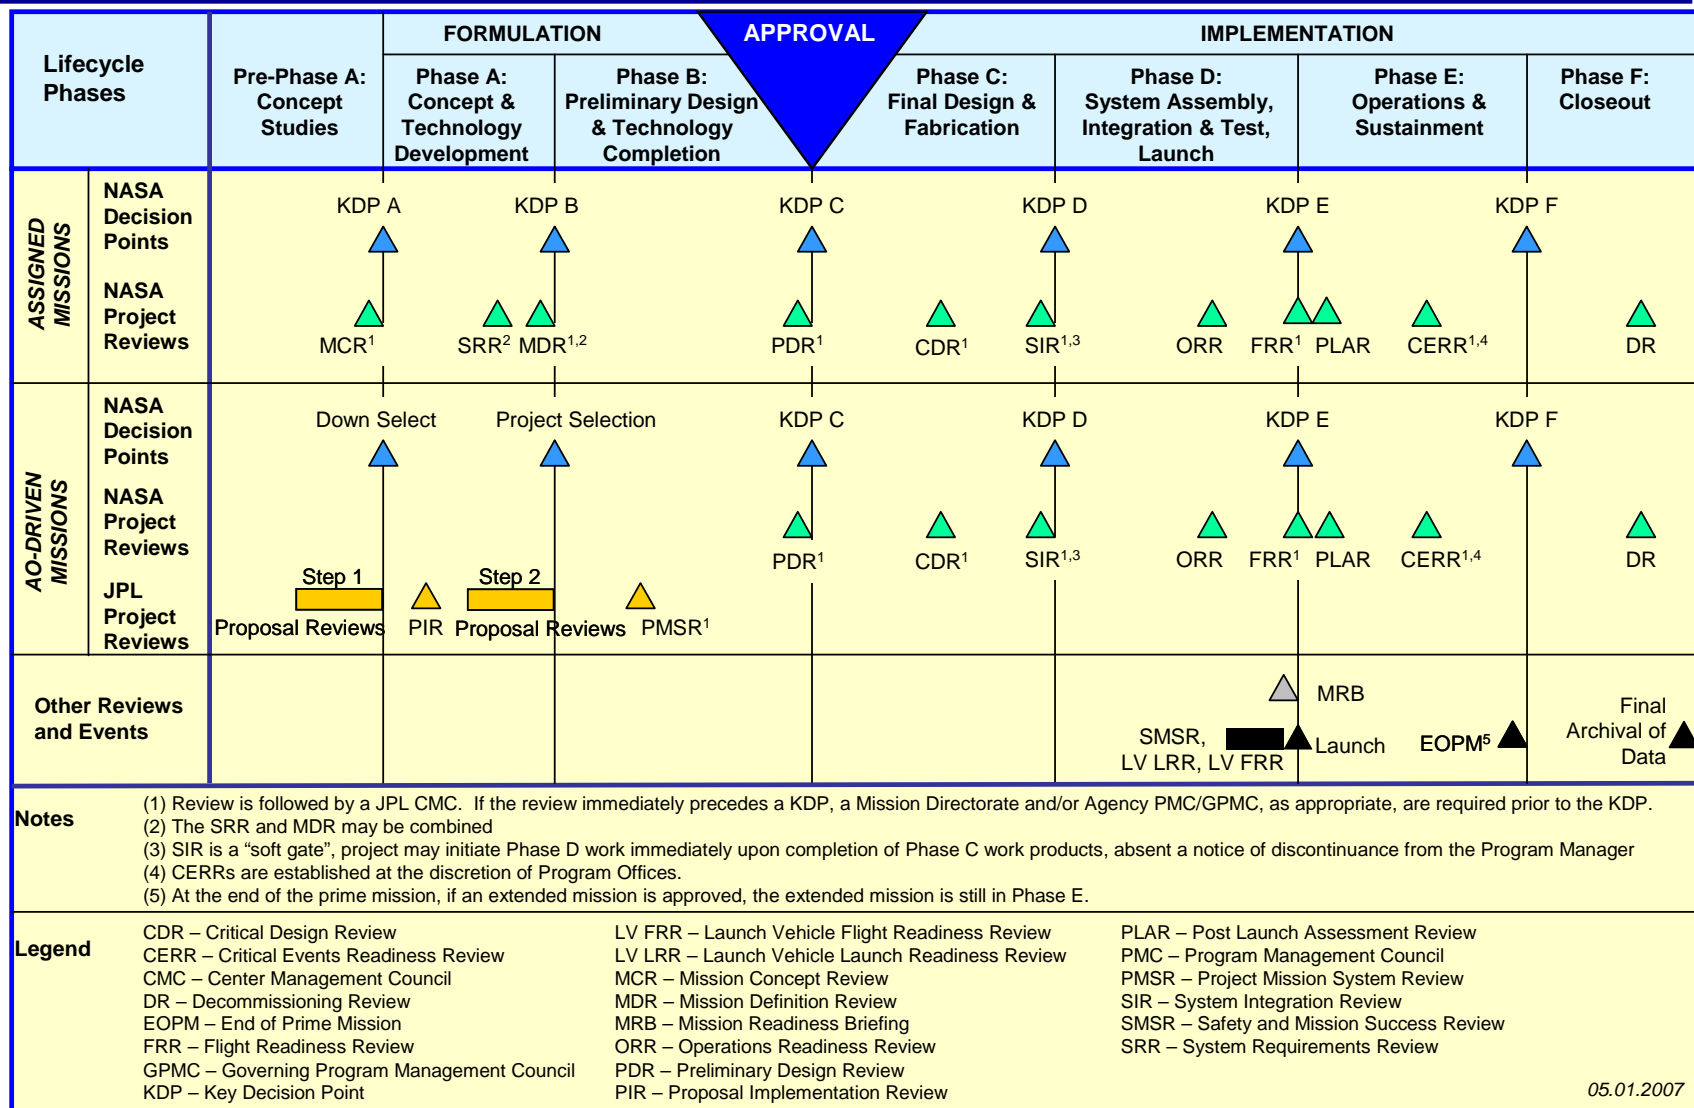 FORMULATION
APPROVAL
IMPLEMENTATION
Lifecycle
Phases
Pre-Phase A:
Concept
Studies
Phase A:
Concept &
Technology
Development
Phase B:
Preliminary Design
& Technology
Completion
Phase C:
Final Design &
Fabrication
Phase D:
System Assembly,
Integration & Test,
Launch
Phase E:
Operations &
Sustainment
Phase F:
Closeout
ASSIGNED
MISSIONS
NASA
Decision
Points
KDP A
KDP B
KDP C
KDP D
KDP E
KDP F
NASA
Project
Reviews
MCR¹
SRR²
MDR¹,²
PDR¹
CDR¹
SIR¹,³
ORR
FRR¹
PLAR
CERR¹,⁴
DR
AO-DRIVEN
MISSIONS
NASA
Decision
Points
Down Select
Project Selection
KDP C
KDP D
KDP E
KDP F
NASA
Project
Reviews
PDR¹
CDR¹
SIR¹,³
ORR
FRR¹
PLAR
CERR¹,⁴
DR
JPL
Project
Reviews
Step 1
Proposal Reviews
PIR
Step 2
Proposal Reviews
PMSR¹
Other Reviews
and Events
MRB
SMSR,
LV LRR, LV FRR
Launch
EOPM⁵
Final
Archival of
Data
Notes
(1) Review is followed by a JPL CMC. If the review immediately precedes a KDP, a Mission Directorate and/or Agency PMC/GPMC, as appropriate, are required prior to the KDP.
(2) The SRR and MDR may be combined
(3) SIR is a “soft gate”, project may initiate Phase D work immediately upon completion of Phase C work products, absent a notice of discontinuance from the Program Manager
(4) CERRs are established at the discretion of Program Offices.
(5) At the end of the prime mission, if an extended mission is approved, the extended mission is still in Phase E.
Legend
CDR – Critical Design Review
CERR – Critical Events Readiness Review
CMC – Center Management Council
DR – Decommissioning Review
EOPM – End of Prime Mission
FRR – Flight Readiness Review
GPMC – Governing Program Management Council
KDP – Key Decision Point
LV FRR – Launch Vehicle Flight Readiness Review
LV LRR – Launch Vehicle Launch Readiness Review
MCR – Mission Concept Review
MDR – Mission Definition Review
MRB – Mission Readiness Briefing
ORR – Operations Readiness Review
PDR – Preliminary Design Review
PIR – Proposal Implementation Review
PLAR – Post Launch Assessment Review
PMC – Program Management Council
PMSR – Project Mission System Review
SIR – System Integration Review
SMSR – Safety and Mission Success Review
SRR – System Requirements Review
05.01.2007